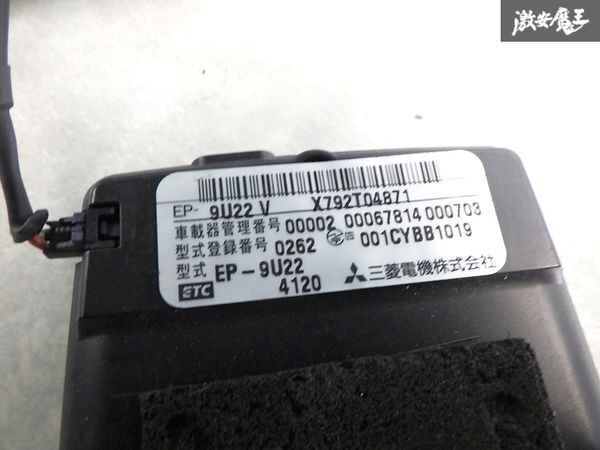 激安魔王
EP- 9U22 V X792T04871
車載器管理番号 00002 00067814 000703
型式登録番号 0262 001CYBB1019
型式 EP-9U22
ETC 4120 三菱電機株式会社